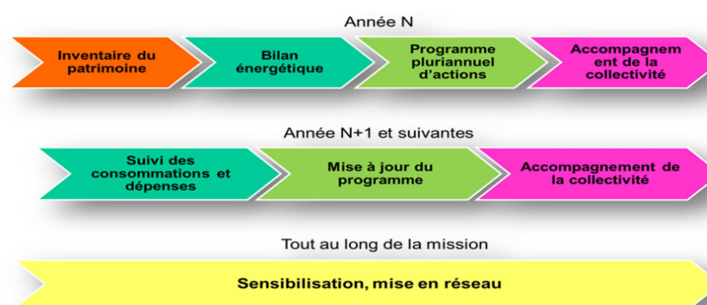 Année N
Inventaire du
patrimoine
Bilan
énergétique
Programme
pluriannuel
d'actions
Accompagnem
ent de la
collectivité
Année N+1 et suivantes
Suivi des
consommations et
dépenses
Mise à jour du
programme
Accompagnement de
la collectivité
Tout au long de la mission
Sensibilisation, mise en réseau